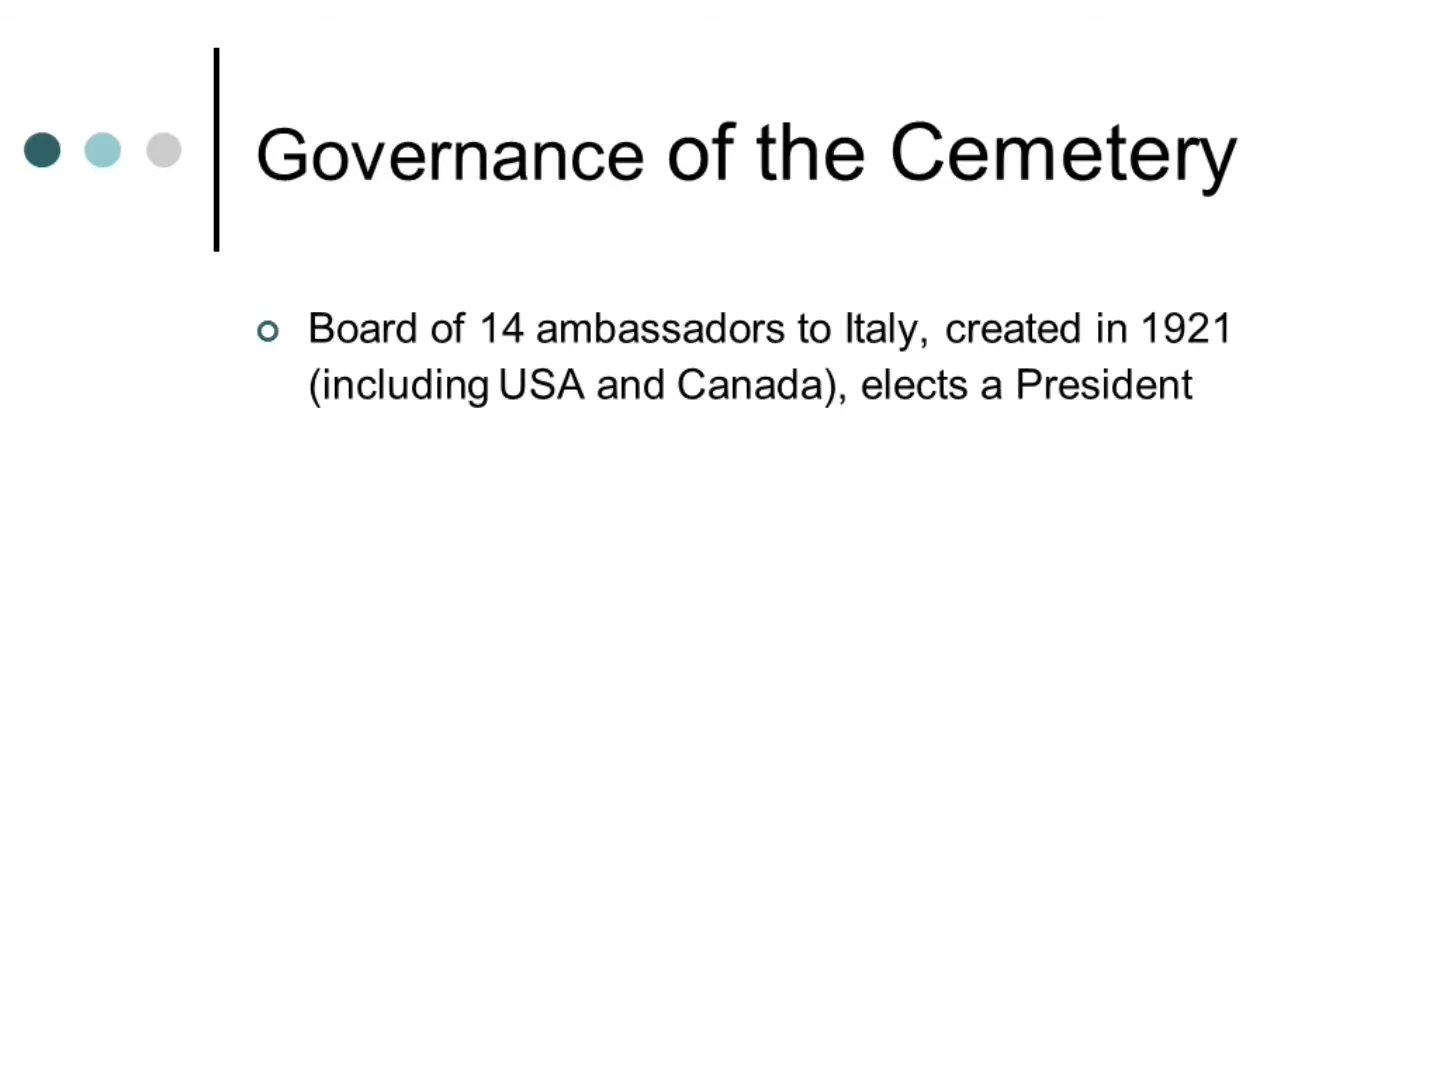 Governance of the Cemetery
Board of 14 ambassadors to Italy, created in 1921
(including USA and Canada), elects a President